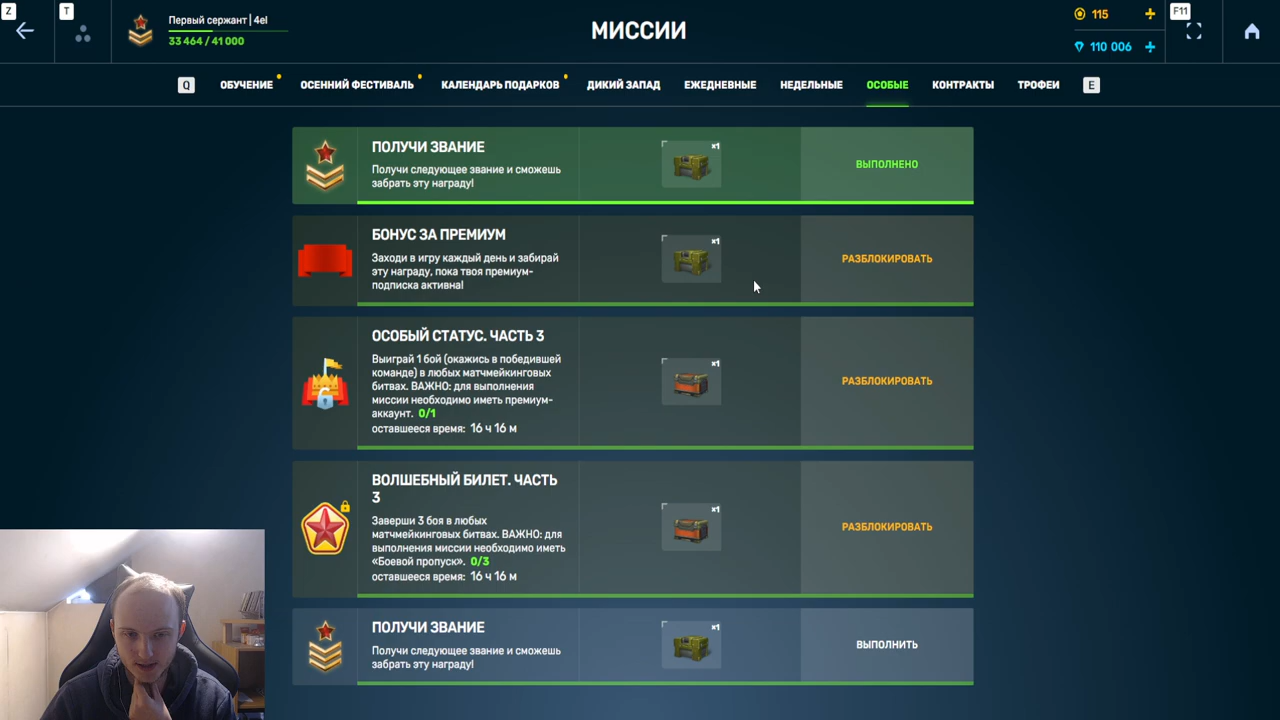 Z
T
Первый сержант | 4el
33 464 / 41 000
МИССИИ
115
F11
110 006
Q
ОБУЧЕНИЕ
ОСЕННИЙ ФЕСТИВАЛЬ
КАЛЕНДАРЬ ПОДАРКОВ
ДИКИЙ ЗАПАД
ЕЖЕДНЕВНЫЕ
НЕДЕЛЬНЫЕ
ОСОБЫЕ
КОНТРАКТЫ
ТРОФЕИ
E
ПОЛУЧИ ЗВАНИЕ
Получи следующее звание и сможешь
забрать эту награду!
x1
ВЫПОЛНЕНО
БОНУС ЗА ПРЕМИУМ
Заходи в игру каждый день и забирай
эту награду, пока твоя премиум-
подписка активна!
x1
РАЗБЛОКИРОВАТЬ
ОСОБЫЙ СТАТУС. ЧАСТЬ 3
Выиграй 1 бой (окажись в победившей
команде) в любых матчмейкинговых
битвах. ВАЖНО: для выполнения
миссии необходимо иметь премиум-
аккаунт. 0/1
оставшееся время: 16 ч 16 м
x1
РАЗБЛОКИРОВАТЬ
ВОЛШЕБНЫЙ БИЛЕТ. ЧАСТЬ
3
Заверши 3 боя в любых
матчмейкинговых битвах. ВАЖНО: для
выполнения миссии необходимо иметь
«Боевой пропуск». 0/3
оставшееся время: 16 ч 16 м
x1
РАЗБЛОКИРОВАТЬ
ПОЛУЧИ ЗВАНИЕ
Получи следующее звание и сможешь
забрать эту награду!
x1
ВЫПОЛНИТЬ